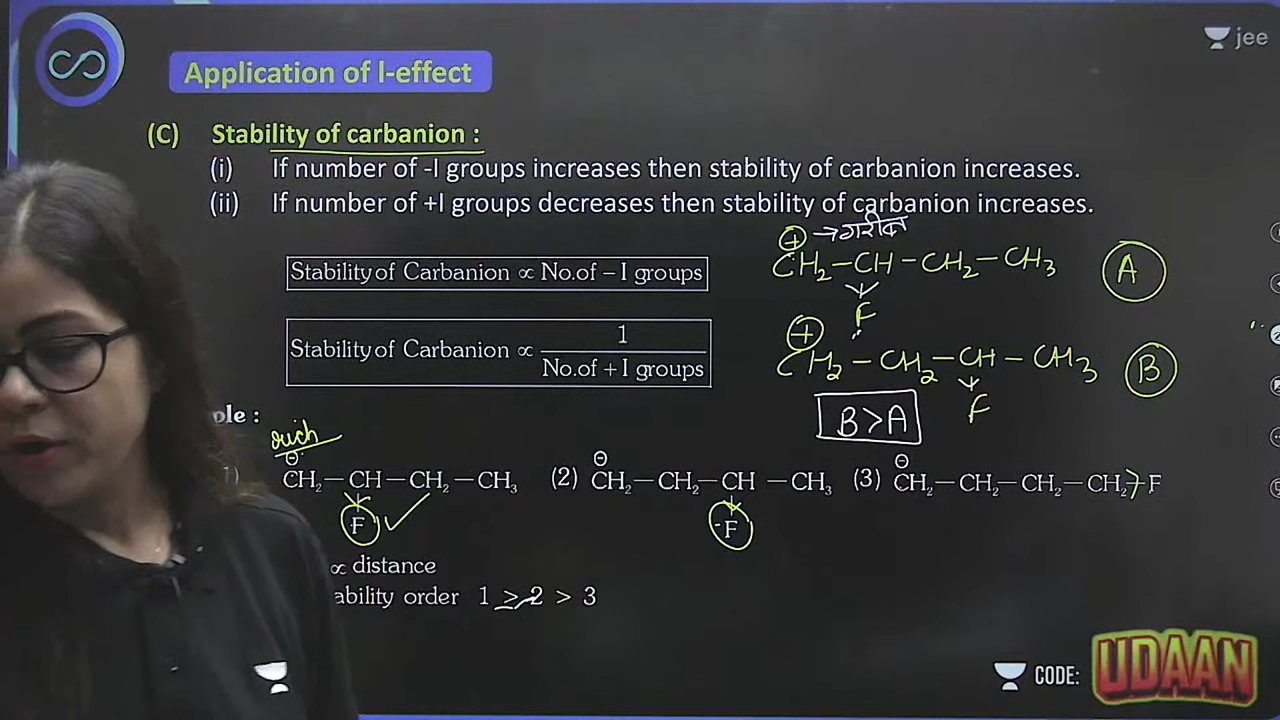 jee
Application of I-effect
(C) Stability of carbanion :
(i) If number of -I groups increases then stability of carbanion increases.
(ii) If number of +I groups decreases then stability of carbanion increases.
⊕ → गरीब
CH₂ – CH – CH₂ – CH₃ A
F
Stability of Carbanion ∝ No.of – I groups
⊕
CH₂ – CH₂ – CH – CH₃ B
F
Stability of Carbanion ∝ 1
No.of + I groups
B > A
ple :
rich
⊖ ⊖ ⊖
) CH₂ – CH – CH₂ – CH₃ (2) CH₂ – CH₂ – CH – CH₃ (3) CH₂ – CH₂ – CH₂ – CH₂ – F
F ✓ F
∝ distance
ability order 1 > 2 > 3
CODE: UDAAN